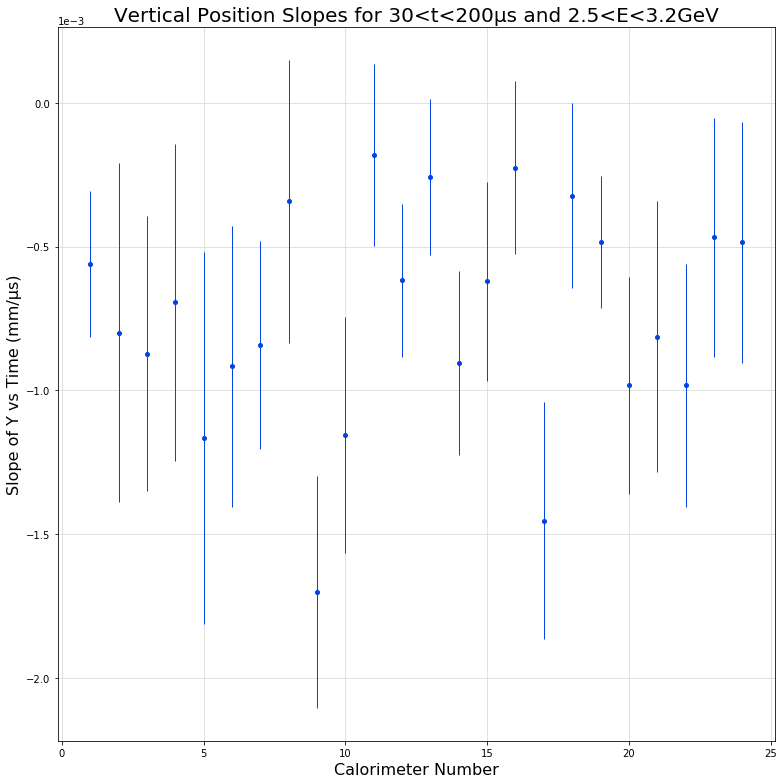 Vertical Position Slopes for 30<t<200μs and 2.5<E<3.2GeV
1e−3
0.0
−0.5
−1.0
−1.5
−2.0
Slope of Y vs Time (mm/μs)
0 5 10 15 20 25
Calorimeter Number